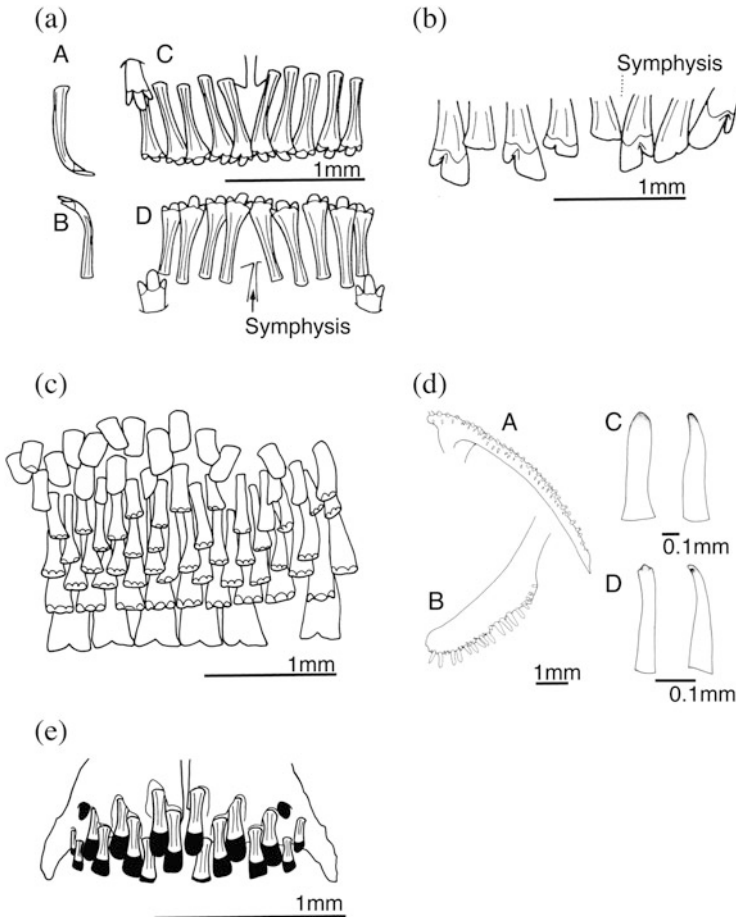 (a)
A
C
1mm
B
D
Symphysis
(b)
Symphysis
1mm
(c)
1mm
(d)
A
C
0.1mm
B
1mm
D
0.1mm
(e)
1mm